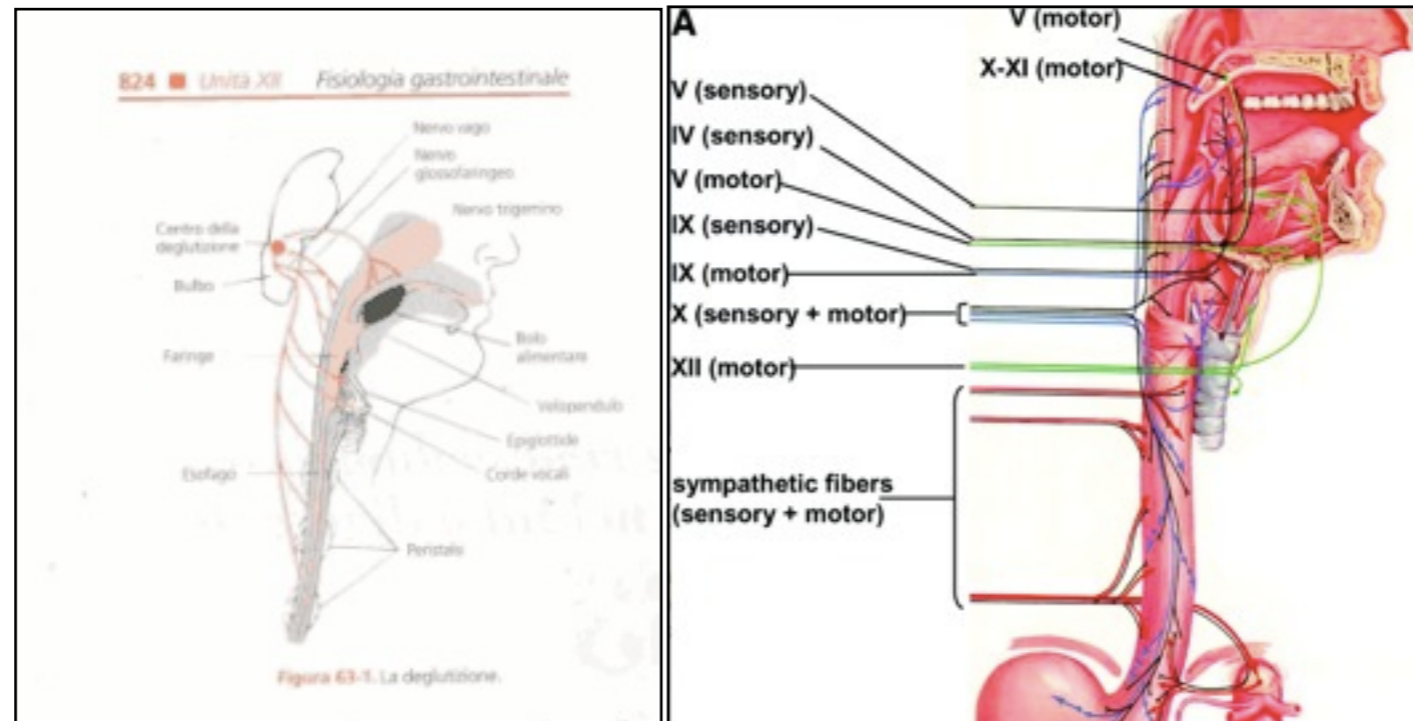 824 ■ Unità XII Fisiologia gastrointestinale
Nervo vago
Nervo
glossofaringeo
Nervo trigemino
Centro della
deglutizione
Bulbo
Faringe
Bolo
alimentare
Velopendulo
Epiglottide
Corde vocali
Esofago
Peristalsi
Figura 63-1. La deglutizione.
A
V (motor)
X-XI (motor)
V (sensory)
IV (sensory)
V (motor)
IX (sensory)
IX (motor)
X (sensory + motor)
XII (motor)
sympathetic fibers
(sensory + motor)